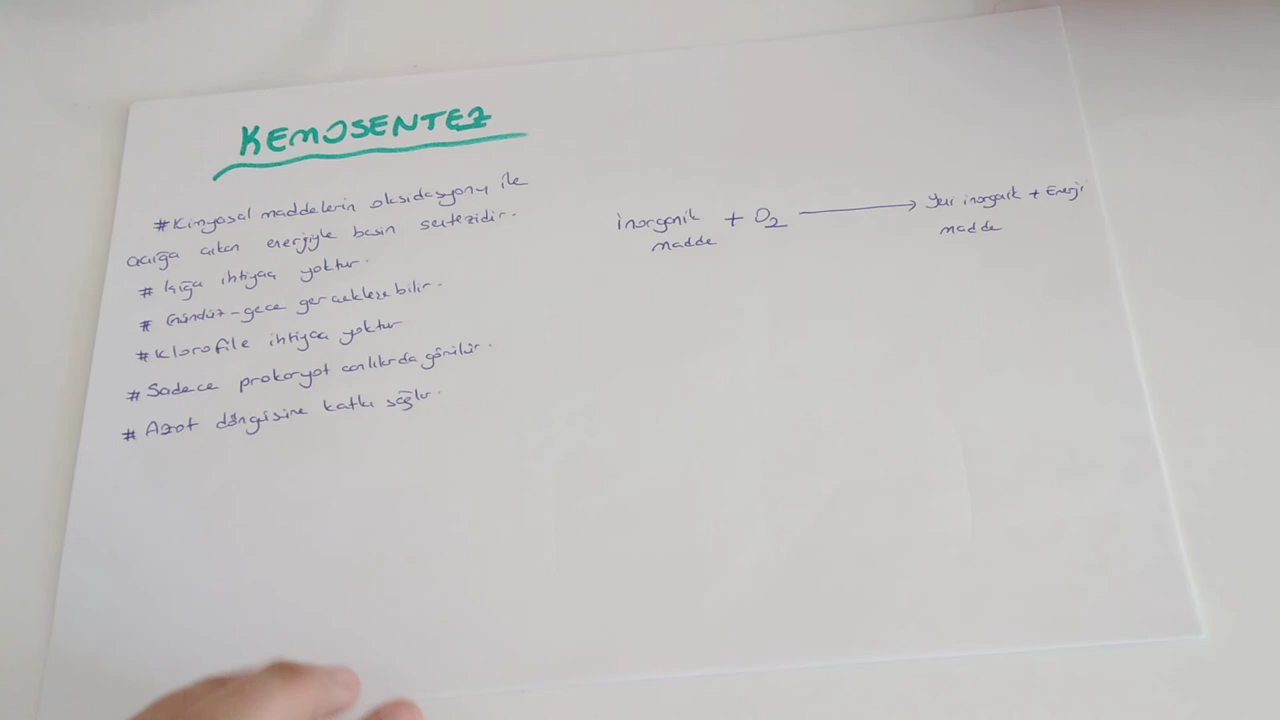 KEMOSENTEZ
# Kimyasal maddelerin oksidasyonu ile
açığa çıkan enerjiyle besin sentezidir.
# Işığa ihtiyaç yoktur.
# Gündüz-gece gerçekleşebilir.
# Klorofile ihtiyaç yoktur
# Sadece prokaryot canlılarda görülür.
# Azot döngüsüne katkı sağlar.
İnorganik + O2 → Yeni inorganik + Enerji
madde madde